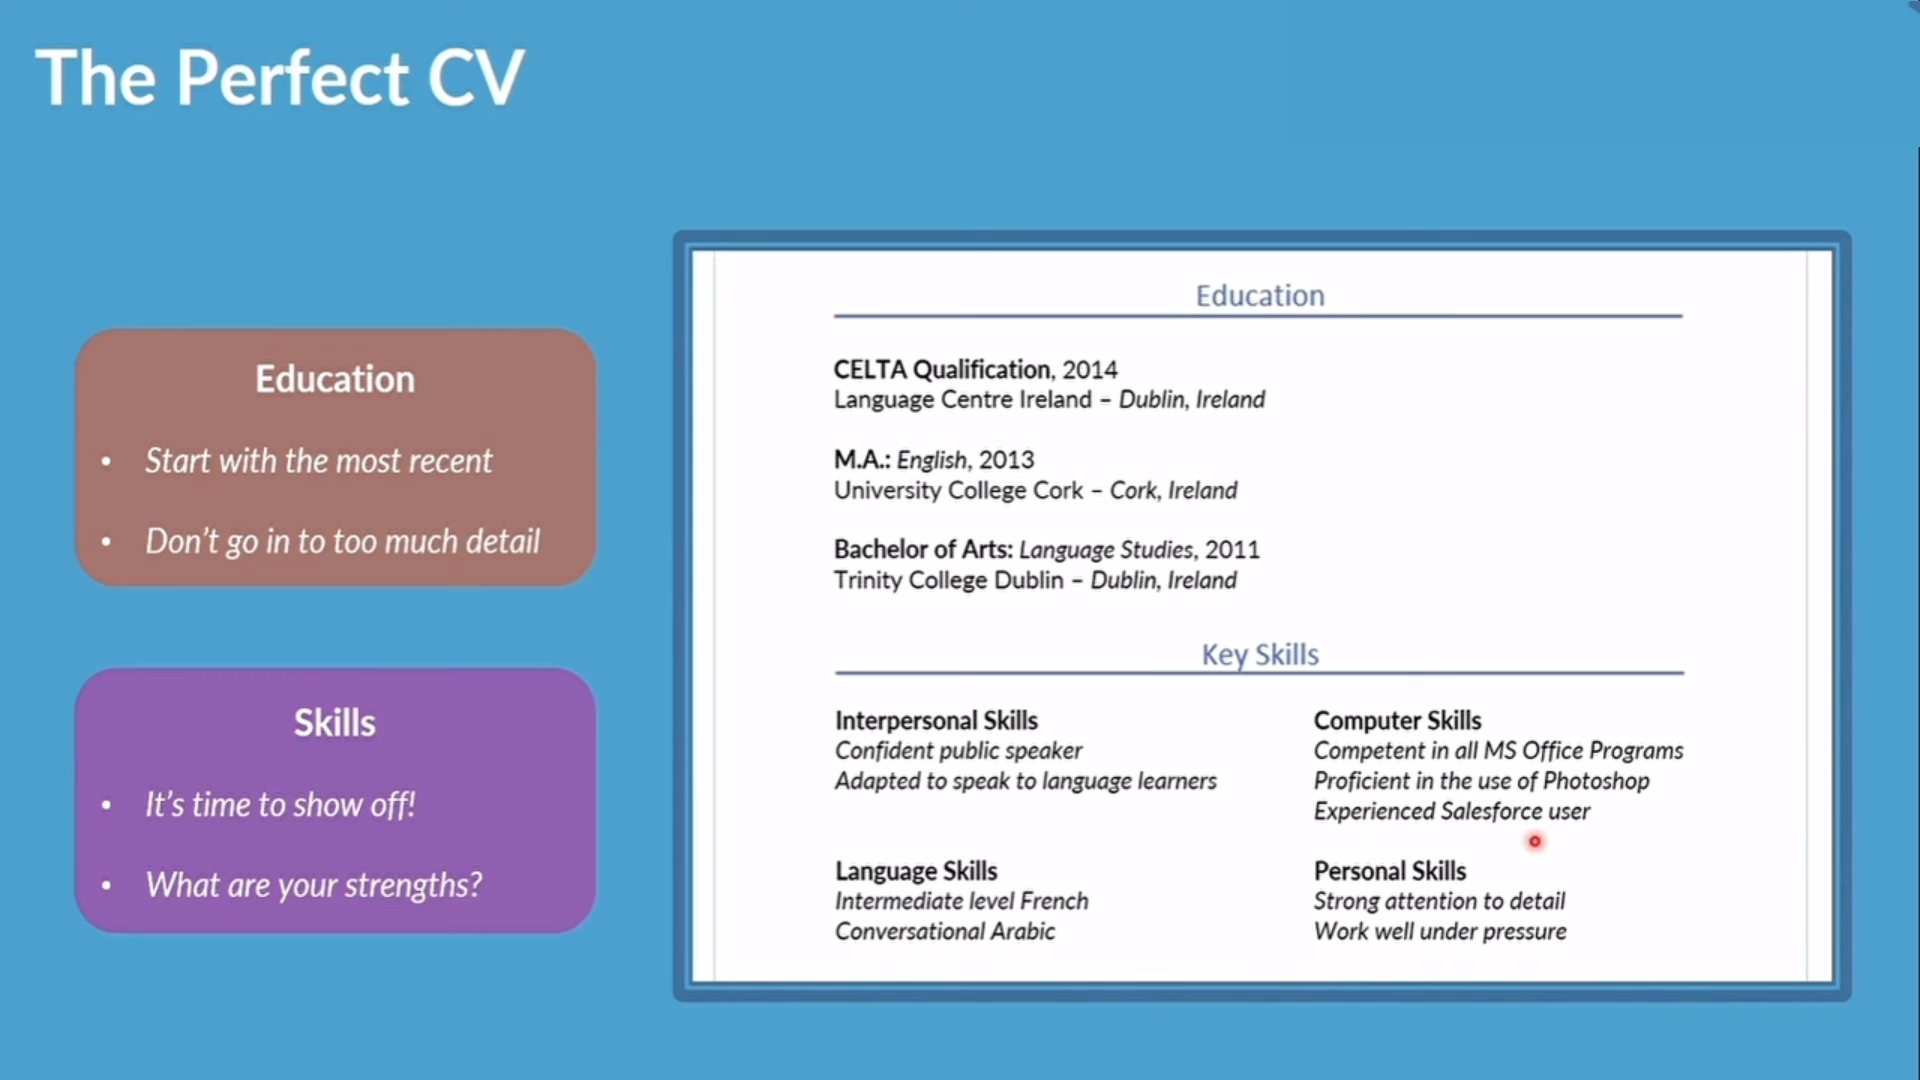 The Perfect CV
Education
• Start with the most recent
• Don't go in to too much detail
Skills
• It's time to show off!
• What are your strengths?
Education
CELTA Qualification, 2014
Language Centre Ireland – Dublin, Ireland
M.A.: English, 2013
University College Cork – Cork, Ireland
Bachelor of Arts: Language Studies, 2011
Trinity College Dublin – Dublin, Ireland
Key Skills
Interpersonal Skills
Confident public speaker
Adapted to speak to language learners
Computer Skills
Competent in all MS Office Programs
Proficient in the use of Photoshop
Experienced Salesforce user
Language Skills
Intermediate level French
Conversational Arabic
Personal Skills
Strong attention to detail
Work well under pressure